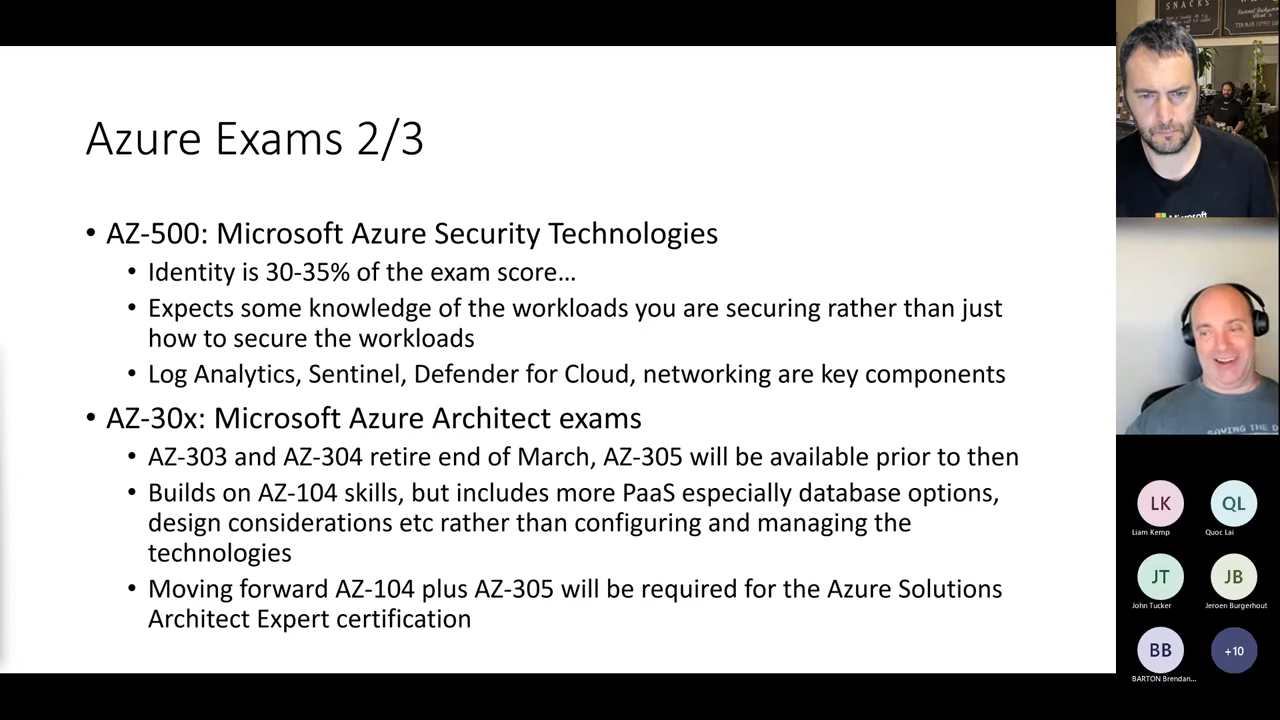 Azure Exams 2/3
• AZ-500: Microsoft Azure Security Technologies
• Identity is 30-35% of the exam score…
• Expects some knowledge of the workloads you are securing rather than just
how to secure the workloads
• Log Analytics, Sentinel, Defender for Cloud, networking are key components
• AZ-30x: Microsoft Azure Architect exams
• AZ-303 and AZ-304 retire end of March, AZ-305 will be available prior to then
• Builds on AZ-104 skills, but includes more PaaS especially database options,
design considerations etc rather than configuring and managing the
technologies
• Moving forward AZ-104 plus AZ-305 will be required for the Azure Solutions
Architect Expert certification
SNACKS
Microsoft
SAVING THE D
LK QL
Liam Kemp Quoc Lai
JT JB
John Tucker Jeroen Burgerhout
BB +10
BARTON Brendan...